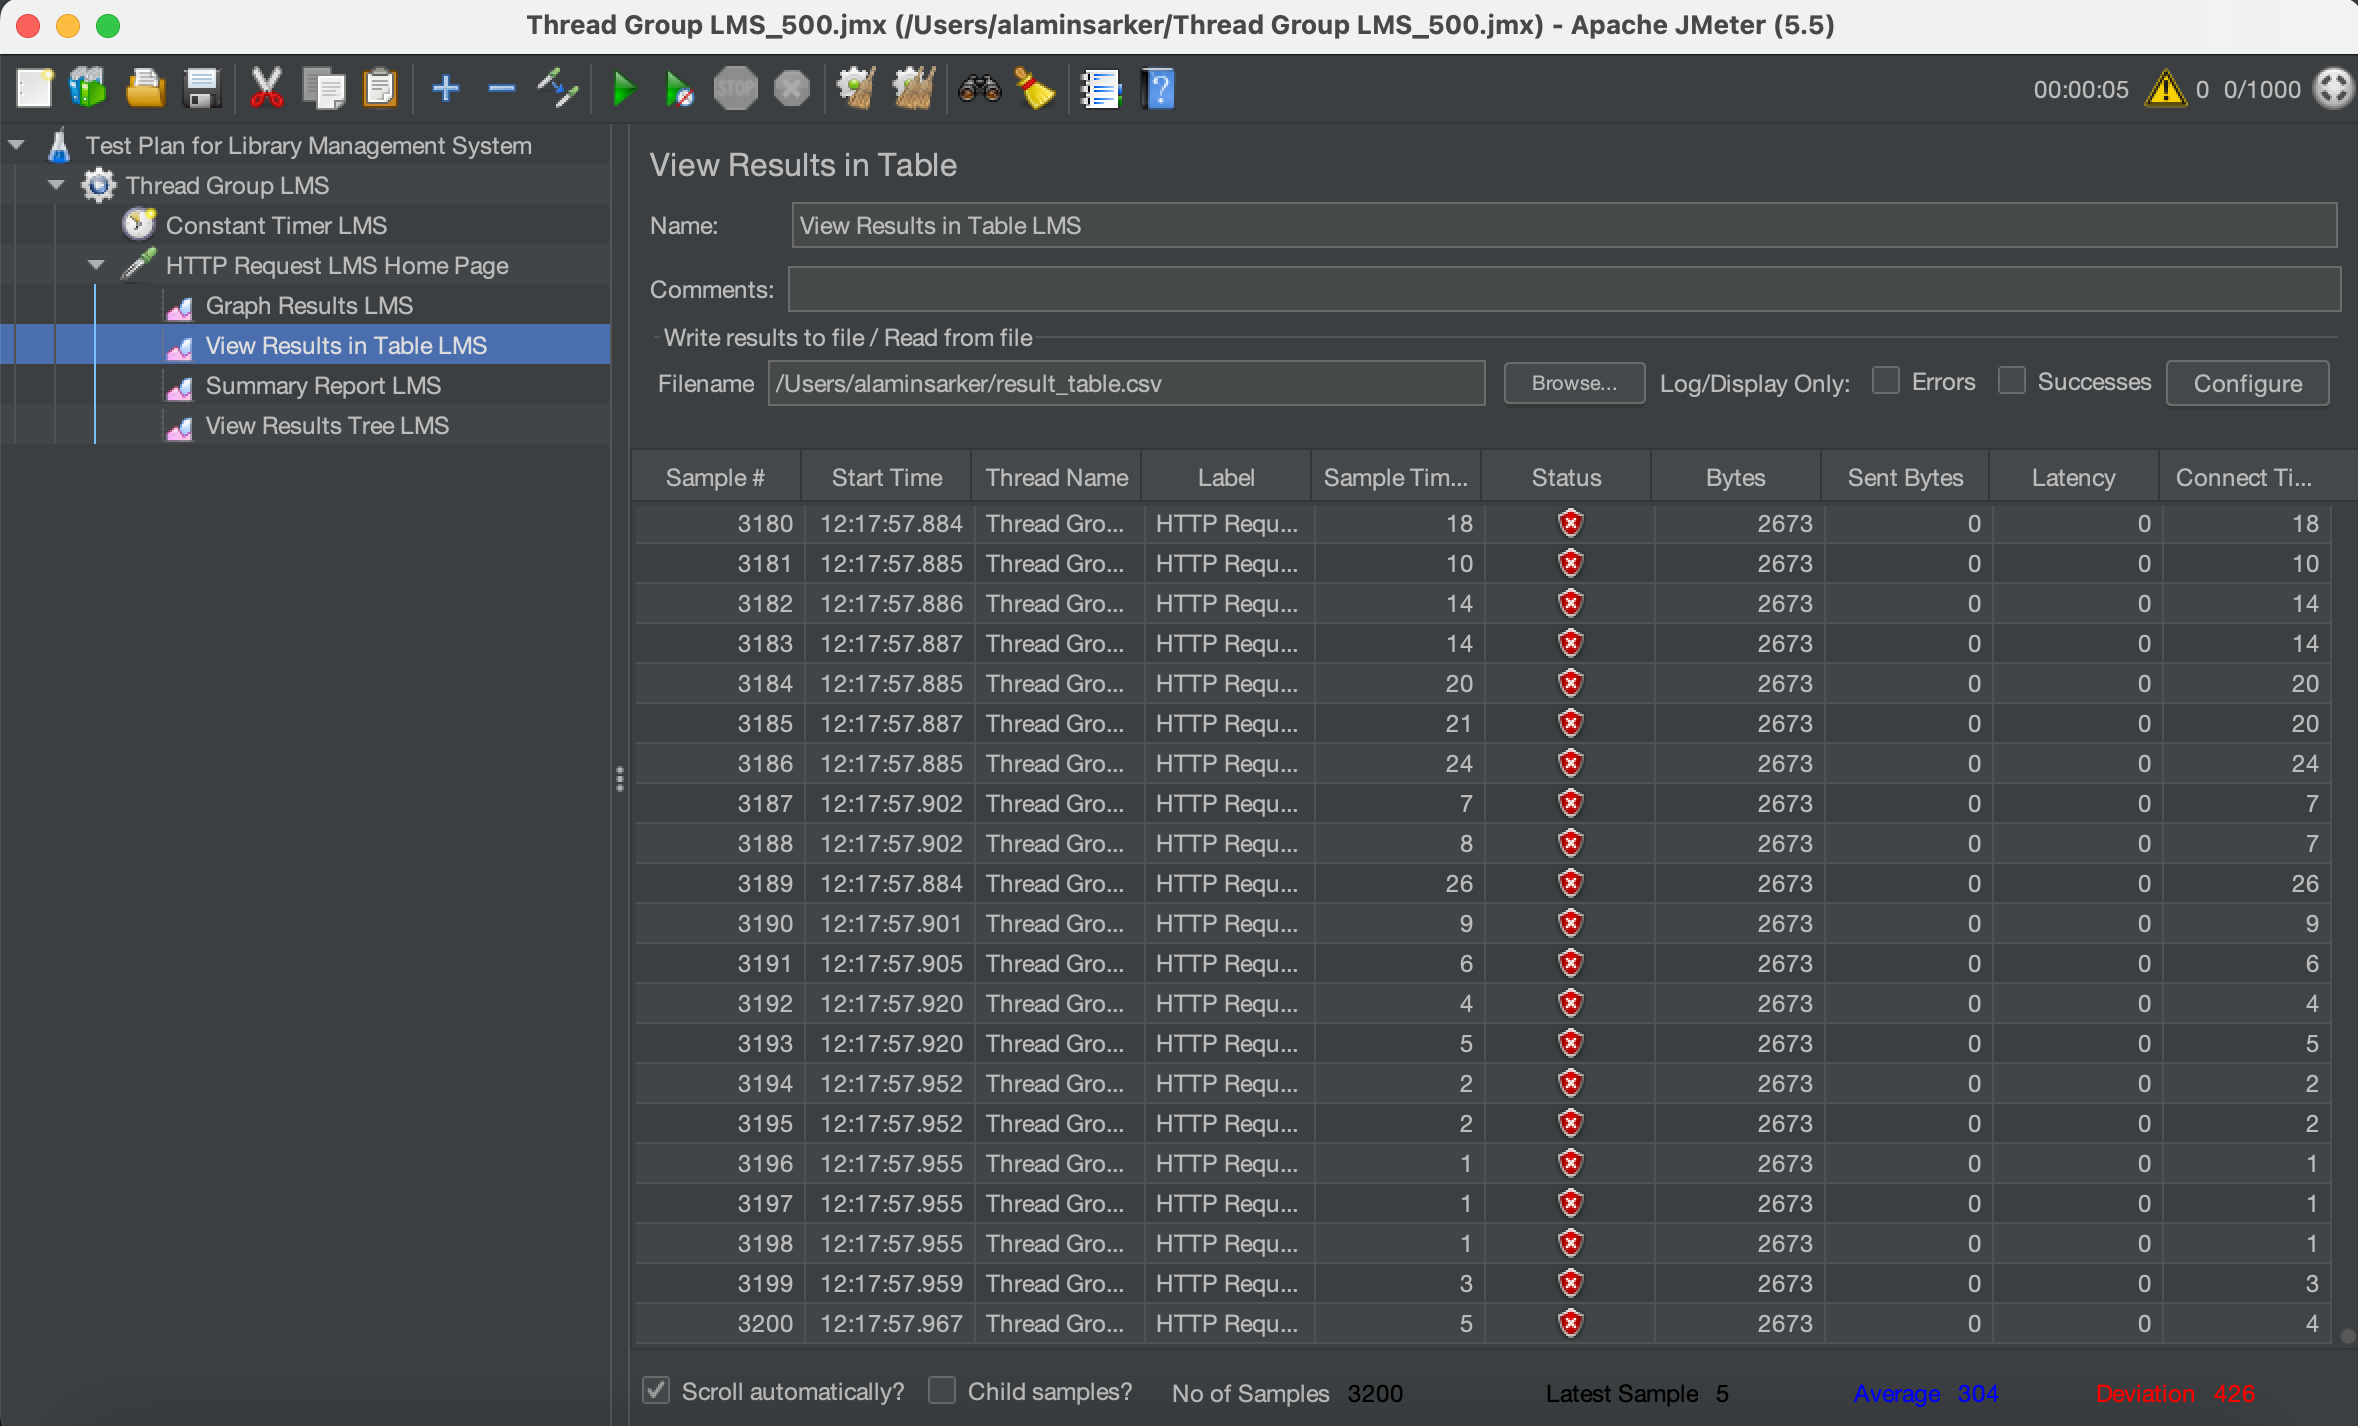 Thread Group LMS_500.jmx (/Users/alaminsarker/Thread Group LMS_500.jmx) - Apache JMeter (5.5)
STOP ? 00:00:05 0 0/1000
Test Plan for Library Management System
Thread Group LMS
Constant Timer LMS
HTTP Request LMS Home Page
Graph Results LMS
View Results in Table LMS
Summary Report LMS
View Results Tree LMS
View Results in Table
Name: View Results in Table LMS
Comments:
Write results to file / Read from file
Filename /Users/alaminsarker/result_table.csv Browse... Log/Display Only: Errors Successes Configure
Sample # Start Time Thread Name Label Sample Tim... Status Bytes Sent Bytes Latency Connect Ti...
3180 12:17:57.884 Thread Gro... HTTP Requ... 18 2673 0 0 18
3181 12:17:57.885 Thread Gro... HTTP Requ... 10 2673 0 0 10
3182 12:17:57.886 Thread Gro... HTTP Requ... 14 2673 0 0 14
3183 12:17:57.887 Thread Gro... HTTP Requ... 14 2673 0 0 14
3184 12:17:57.885 Thread Gro... HTTP Requ... 20 2673 0 0 20
3185 12:17:57.887 Thread Gro... HTTP Requ... 21 2673 0 0 20
3186 12:17:57.885 Thread Gro... HTTP Requ... 24 2673 0 0 24
3187 12:17:57.902 Thread Gro... HTTP Requ... 7 2673 0 0 7
3188 12:17:57.902 Thread Gro... HTTP Requ... 8 2673 0 0 7
3189 12:17:57.884 Thread Gro... HTTP Requ... 26 2673 0 0 26
3190 12:17:57.901 Thread Gro... HTTP Requ... 9 2673 0 0 9
3191 12:17:57.905 Thread Gro... HTTP Requ... 6 2673 0 0 6
3192 12:17:57.920 Thread Gro... HTTP Requ... 4 2673 0 0 4
3193 12:17:57.920 Thread Gro... HTTP Requ... 5 2673 0 0 5
3194 12:17:57.952 Thread Gro... HTTP Requ... 2 2673 0 0 2
3195 12:17:57.952 Thread Gro... HTTP Requ... 2 2673 0 0 2
3196 12:17:57.955 Thread Gro... HTTP Requ... 1 2673 0 0 1
3197 12:17:57.955 Thread Gro... HTTP Requ... 1 2673 0 0 1
3198 12:17:57.955 Thread Gro... HTTP Requ... 1 2673 0 0 1
3199 12:17:57.959 Thread Gro... HTTP Requ... 3 2673 0 0 3
3200 12:17:57.967 Thread Gro... HTTP Requ... 5 2673 0 0 4
Scroll automatically? Child samples? No of Samples 3200 Latest Sample 5 Average 304 Deviation 426